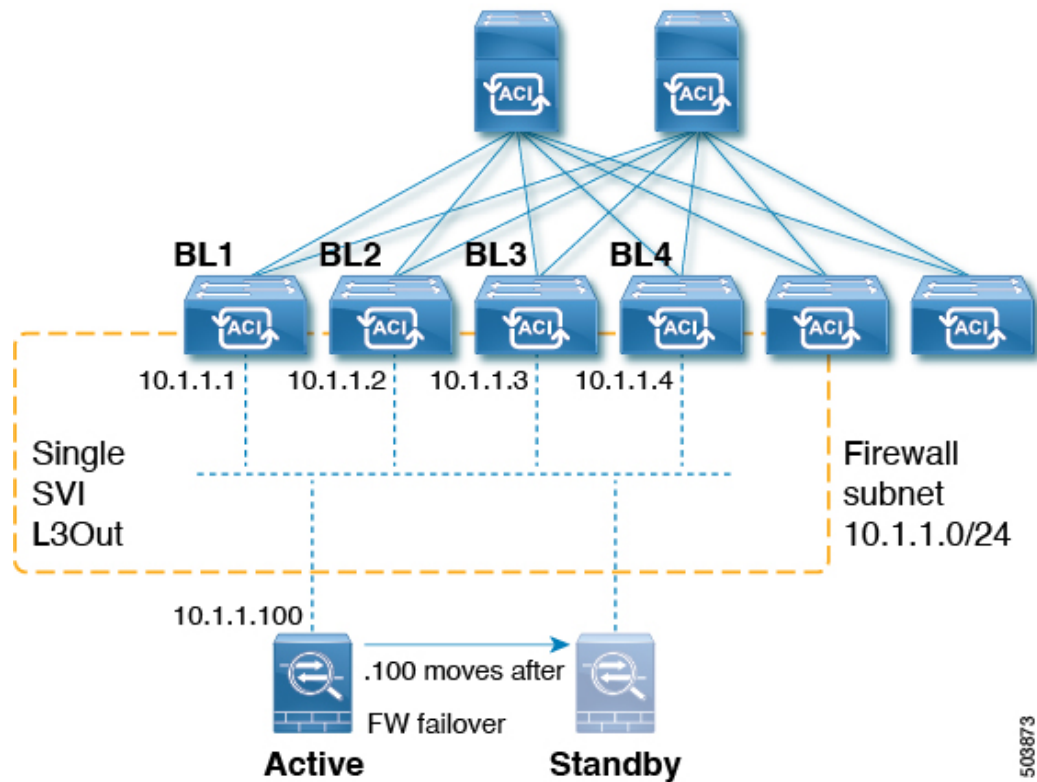 ACI ACI
BL1 BL2 BL3 BL4
ACI ACI ACI ACI ACI ACI
10.1.1.1 10.1.1.2 10.1.1.3 10.1.1.4
Single
SVI
L3Out
Firewall
subnet
10.1.1.0/24
10.1.1.100
.100 moves after
FW failover
Active Standby
503873